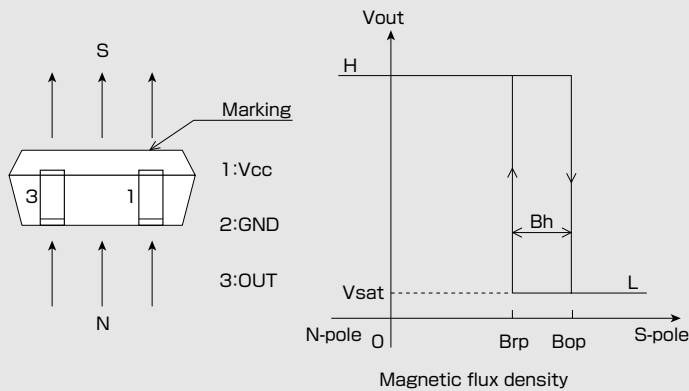 S
Marking
3
1
1:Vcc
2:GND
3:OUT
N
Vout
H
Bh
Vsat
L
N-pole
0
Brp
Bop
S-pole
Magnetic flux density